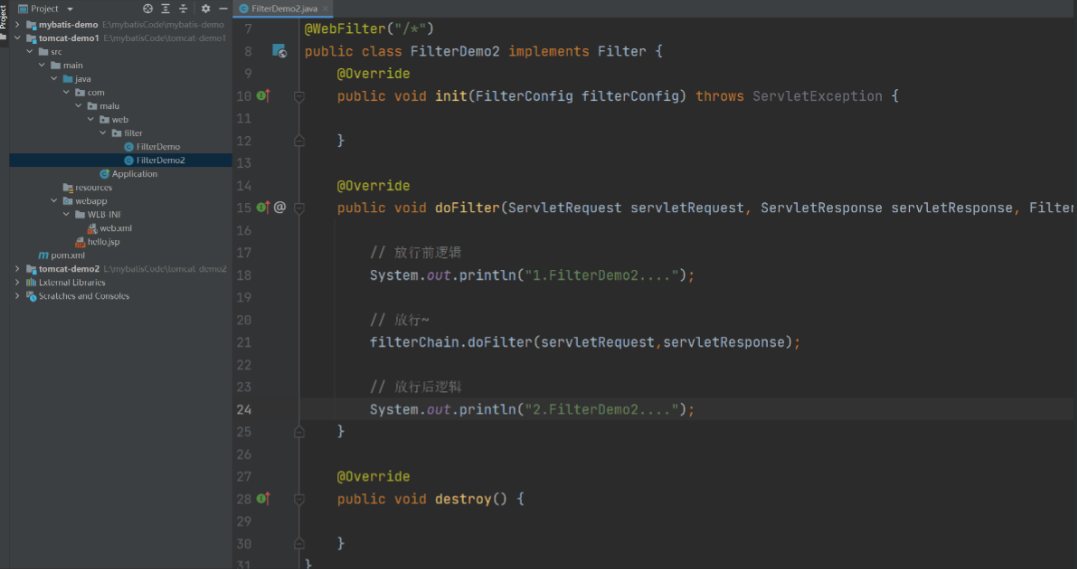 Project
Project
mybatis-demo E:\mybatisCode\mybatis-demo
tomcat-demo1 E:\mybatisCode\tomcat-demo1
src
main
java
com
malu
web
filter
FilterDemo
FilterDemo2
Application
resources
webapp
WEB-INF
web.xml
hello.jsp
pom.xml
tomcat-demo2 E:\mybatisCode\tomcat-demo2
External Libraries
Scratches and Consoles
FilterDemo2.java
7 @WebFilter("/*")
8 public class FilterDemo2 implements Filter {
9 @Override
10 public void init(FilterConfig filterConfig) throws ServletException {
11
12 }
13
14 @Override
15 @ public void doFilter(ServletRequest servletRequest, ServletResponse servletResponse, Filter
16
17 // 放行前逻辑
18 System.out.println("1.FilterDemo2....");
19
20 // 放行~
21 filterChain.doFilter(servletRequest,servletResponse);
22
23 // 放行后逻辑
24 System.out.println("2.FilterDemo2....");
25 }
26
27 @Override
28 public void destroy() {
29
30 }
31 }